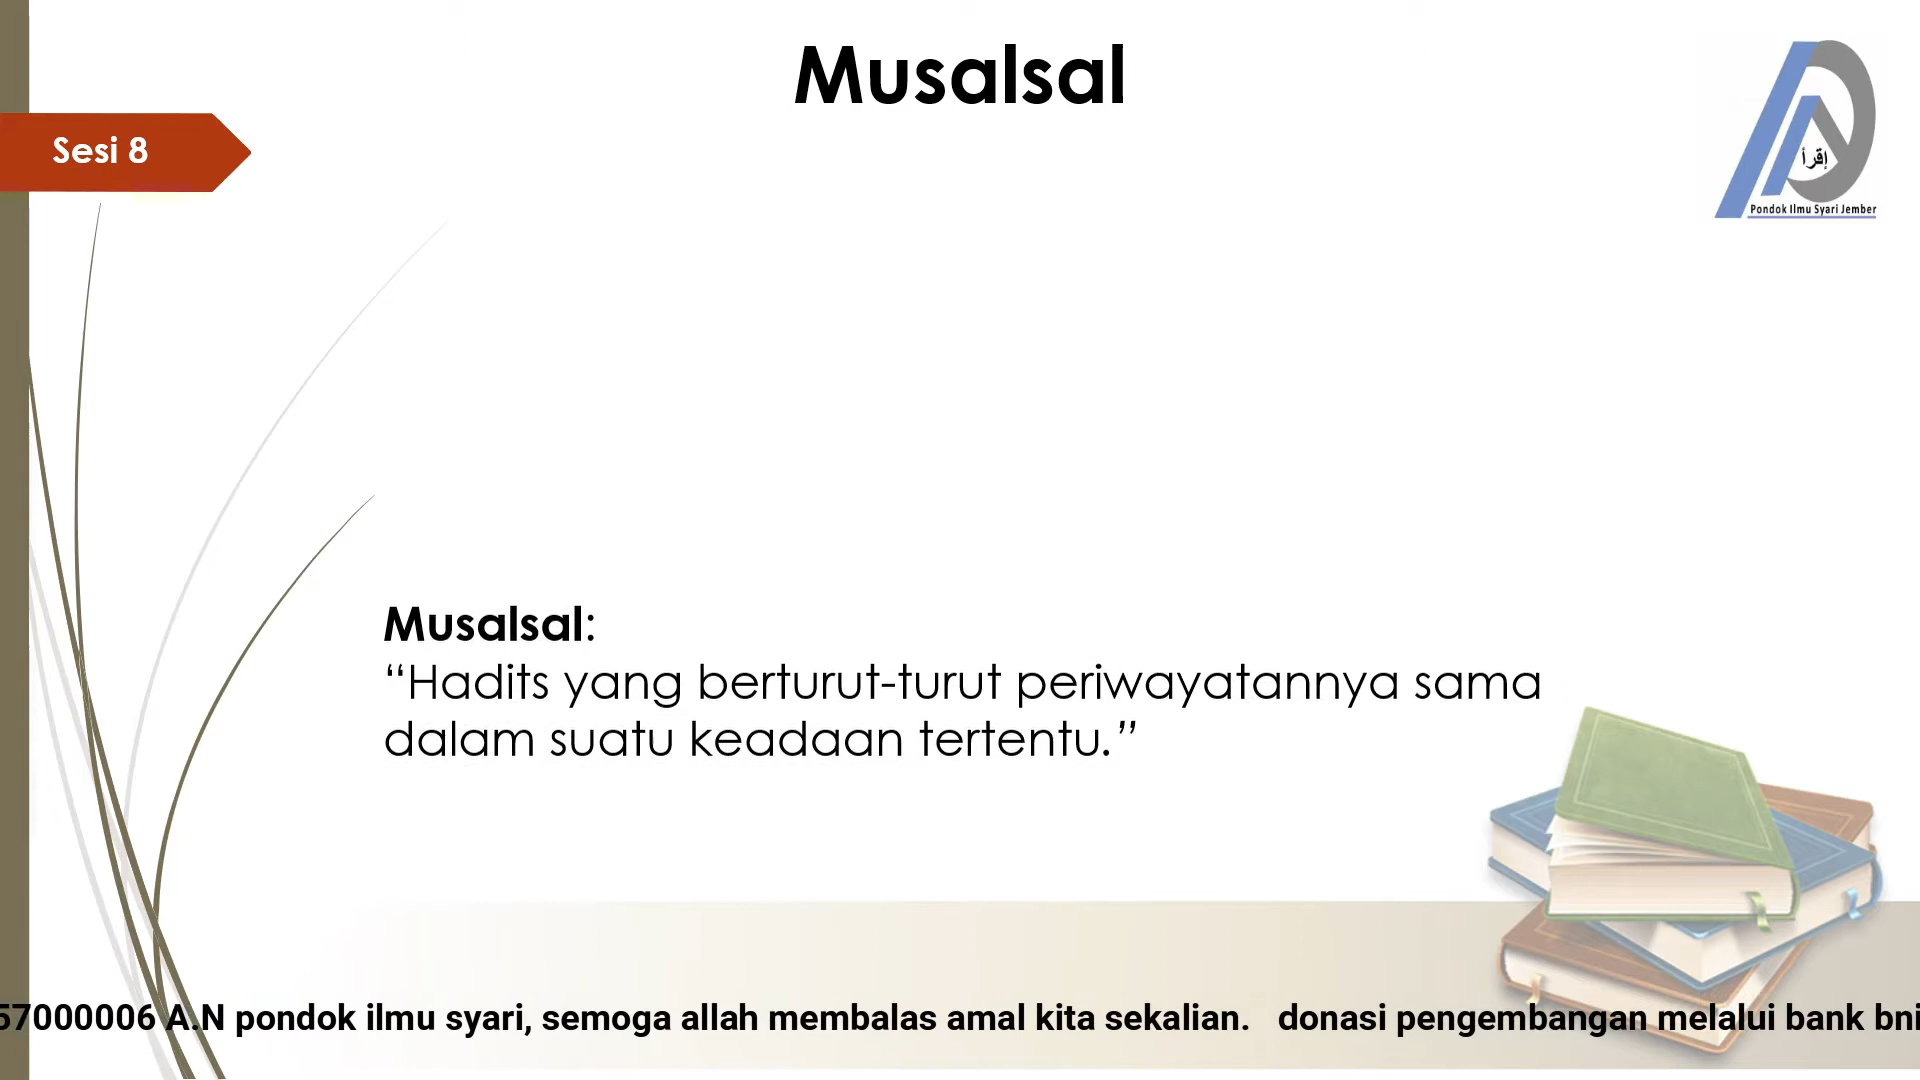 Musalsal
Sesi 8
إقرأ
Pondok Ilmu Syari Jember
Musalsal:
“Hadits yang berturut-turut periwayatannya sama
dalam suatu keadaan tertentu.”
57000006 A.N pondok ilmu syari, semoga allah membalas amal kita sekalian. donasi pengembangan melalui bank bni